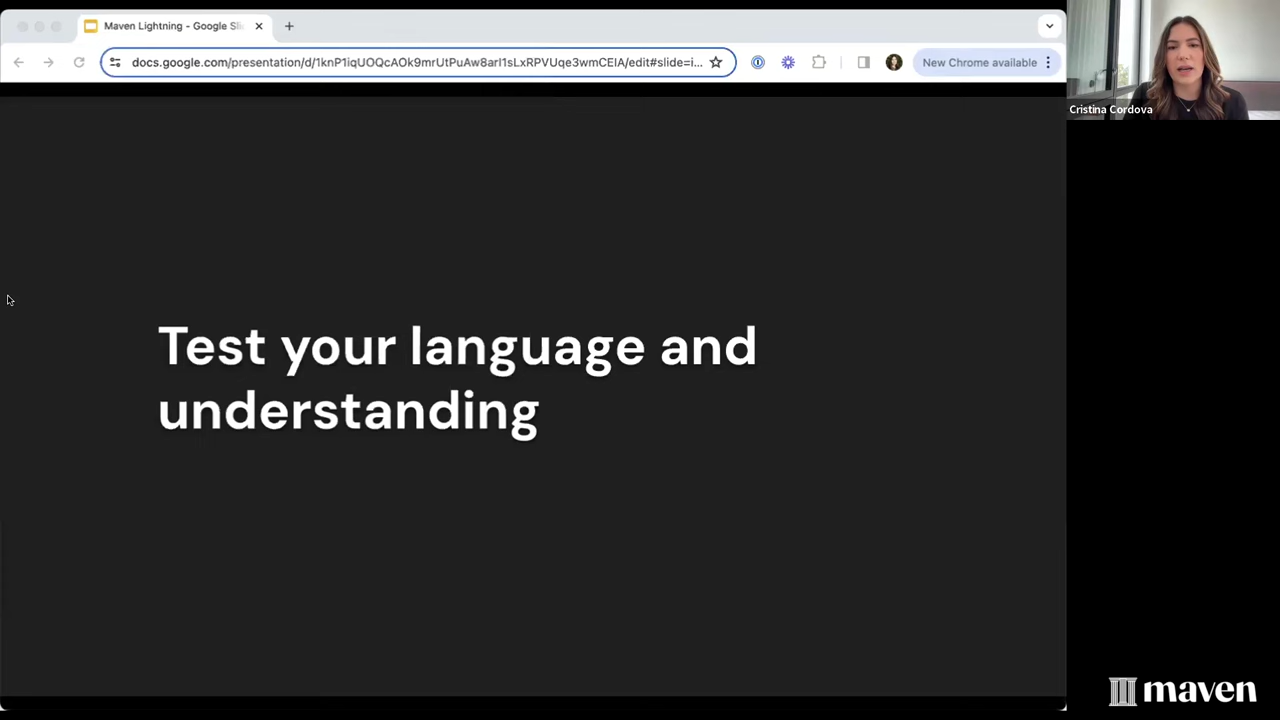 Maven Lightning - Google Sli
docs.google.com/presentation/d/1knP1iqUOQcAOk9mrUtPuAw8arI1sLxRPVUqe3wmCEIA/edit#slide=i...
New Chrome available
Cristina Cordova
Test your language and
understanding
maven